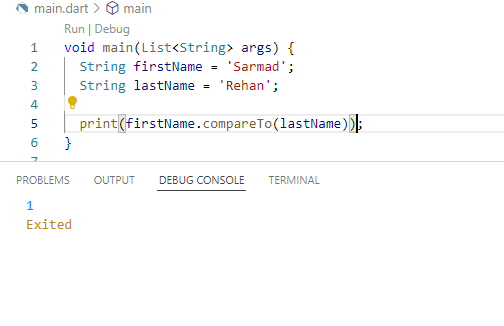 main.dart > main
Run | Debug
1 void main(List<String> args) {
2 String firstName = 'Sarmad';
3 String lastName = 'Rehan';
4
5 print(firstName.compareTo(lastName));
6 }
7
PROBLEMS OUTPUT DEBUG CONSOLE TERMINAL
1
Exited